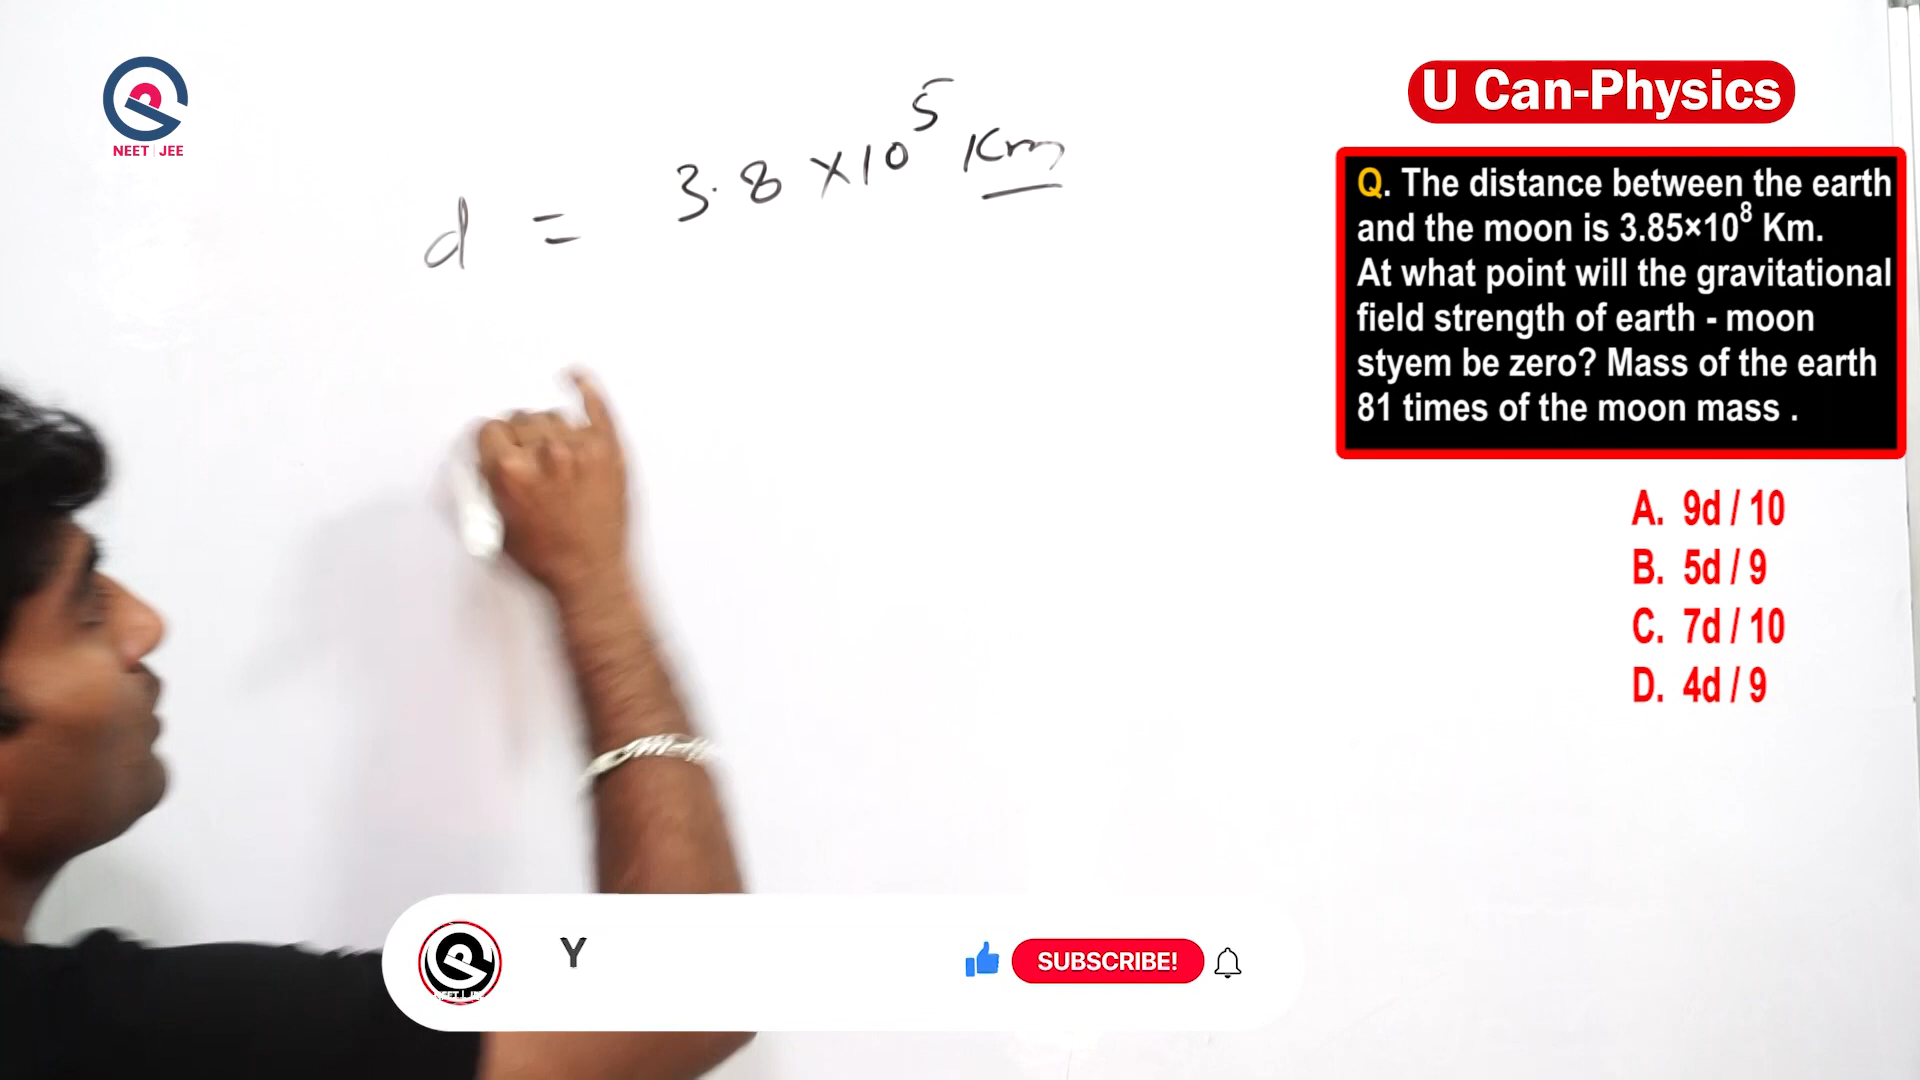 NEET JEE
d = 3.8 × 10⁵ Km
U Can-Physics
Q. The distance between the earth
and the moon is 3.85×10⁸ Km.
At what point will the gravitational
field strength of earth - moon
styem be zero? Mass of the earth
81 times of the moon mass .
A. 9d / 10
B. 5d / 9
C. 7d / 10
D. 4d / 9
NEET JEE
Y
SUBSCRIBE!